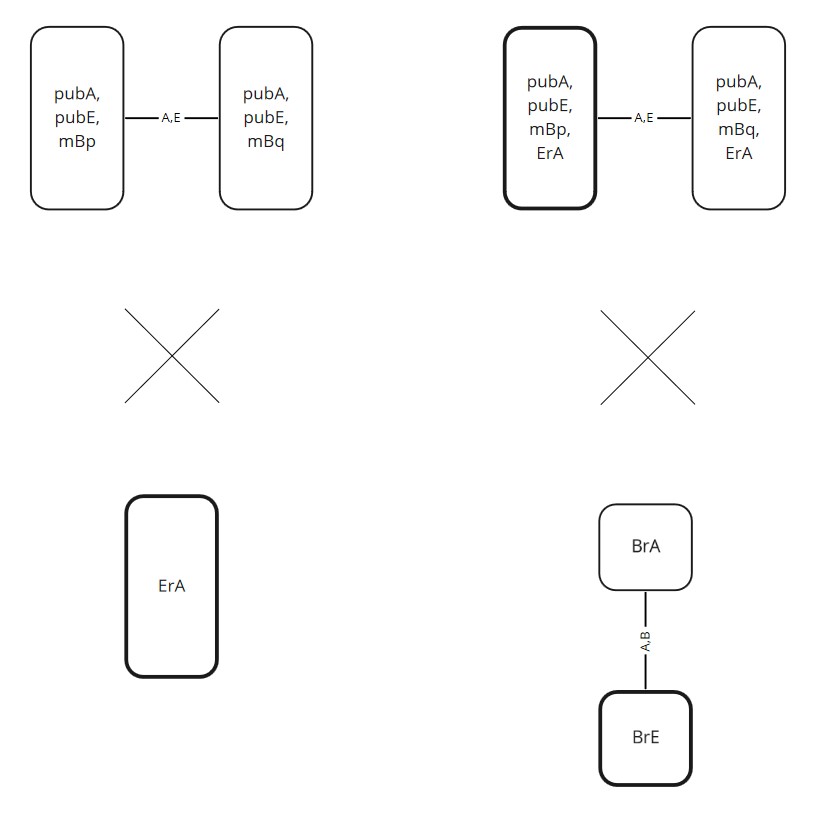 pubA,
pubE,
mBp
A,E
pubA,
pubE,
mBq
pubA,
pubE,
mBp,
ErA
A,E
pubA,
pubE,
mBq,
ErA
ErA
BrA
A,B
BrE